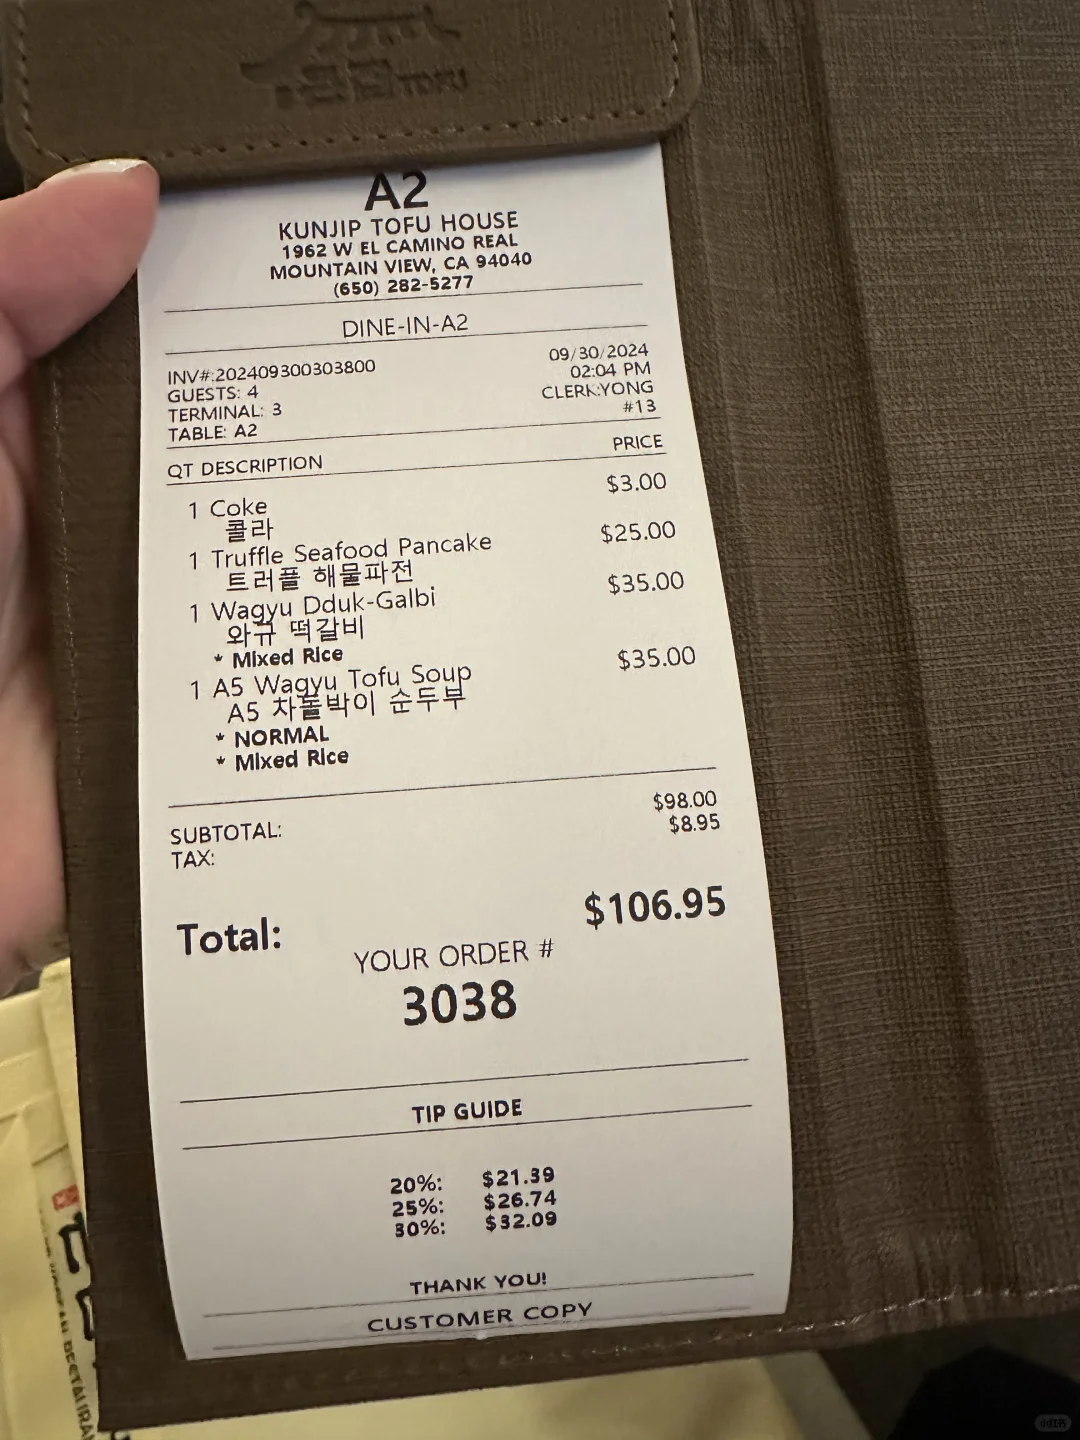 TOFU
A2
KUNJIP TOFU HOUSE
1962 W EL CAMINO REAL
MOUNTAIN VIEW, CA 94040
(650) 282-5277
DINE-IN-A2
INV#:202409300303800 09/30/2024
GUESTS: 4 02:04 PM
TERMINAL: 3 CLERK:YONG
TABLE: A2 #13
QT DESCRIPTION PRICE
1 Coke $3.00
콜라
1 Truffle Seafood Pancake $25.00
트러플 해물파전
1 Wagyu Dduk-Galbi $35.00
와규 떡갈비
* Mixed Rice
1 A5 Wagyu Tofu Soup $35.00
A5 차돌박이 순두부
* NORMAL
* Mixed Rice
SUBTOTAL: $98.00
TAX: $8.95
Total: $106.95
YOUR ORDER #
3038
TIP GUIDE
20%: $21.39
25%: $26.74
30%: $32.09
THANK YOU!
CUSTOMER COPY